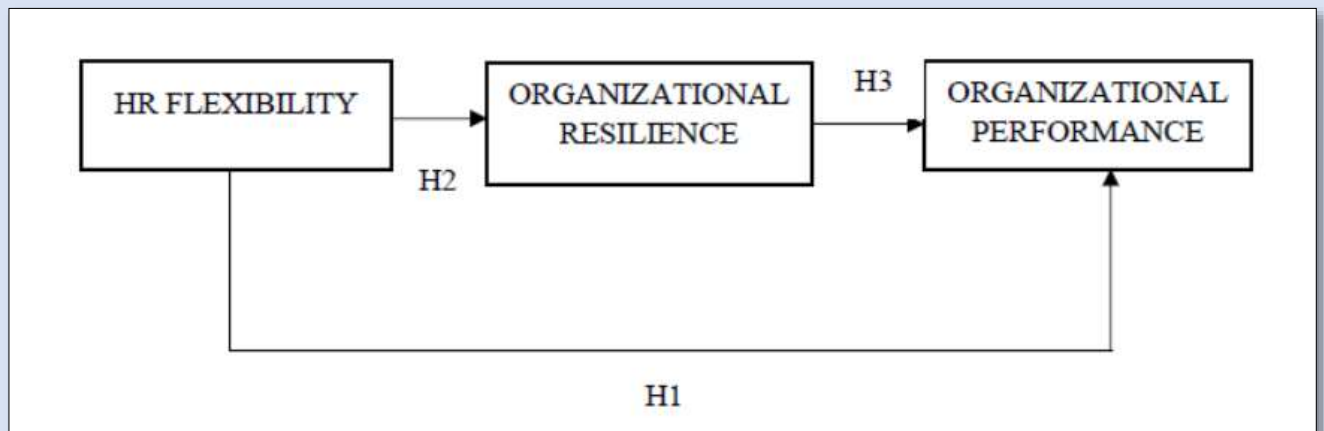 HR FLEXIBILITY
H2
ORGANIZATIONAL
RESILIENCE
H3
ORGANIZATIONAL
PERFORMANCE
H1